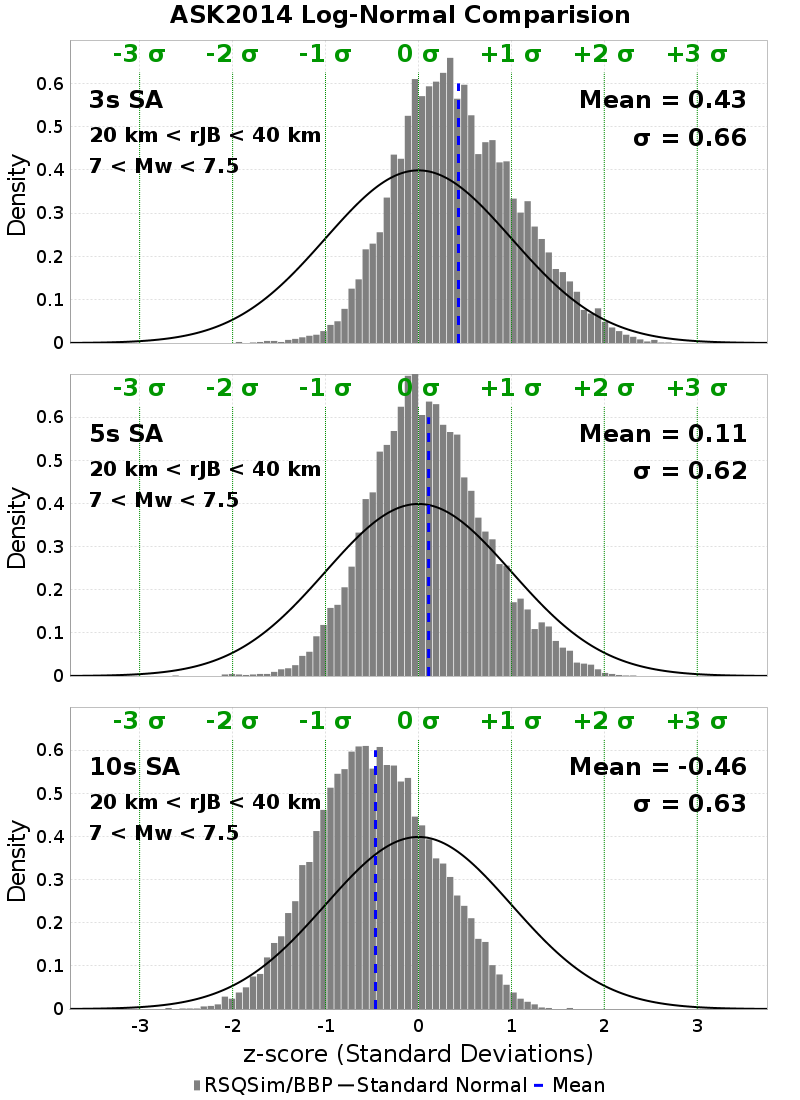 ASK2014 Log-Normal Comparision
-3 σ -2 σ -1 σ 0 σ +1 σ +2 σ +3 σ
3s SA
20 km < rJB < 40 km
7 < Mw < 7.5
Mean = 0.43
σ = 0.66
Density
0.6
0.5
0.4
0.3
0.2
0.1
0
-3 σ -2 σ -1 σ 0 σ +1 σ +2 σ +3 σ
5s SA
20 km < rJB < 40 km
7 < Mw < 7.5
Mean = 0.11
σ = 0.62
Density
0.6
0.5
0.4
0.3
0.2
0.1
0
-3 σ -2 σ -1 σ 0 σ +1 σ +2 σ +3 σ
10s SA
20 km < rJB < 40 km
7 < Mw < 7.5
Mean = -0.46
σ = 0.63
Density
0.6
0.5
0.4
0.3
0.2
0.1
0
-3 -2 -1 0 1 2 3
z-score (Standard Deviations)
RSQSim/BBP Standard Normal Mean